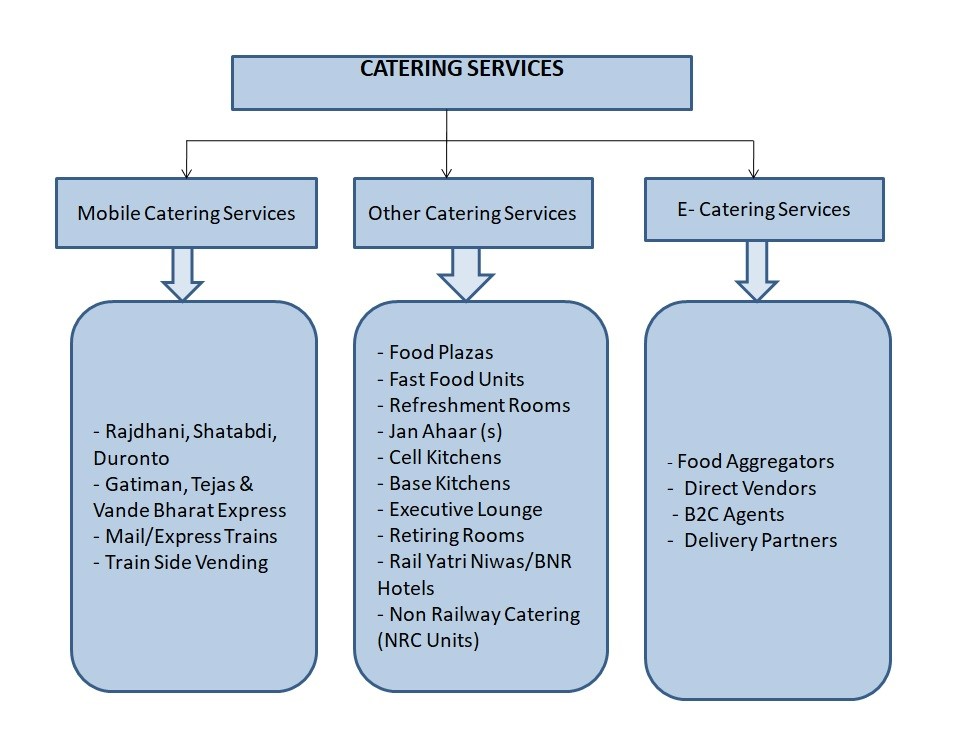 CATERING SERVICES
Mobile Catering Services
Other Catering Services
E- Catering Services
- Rajdhani, Shatabdi,
Duronto
- Gatiman, Tejas &
Vande Bharat Express
- Mail/Express Trains
- Train Side Vending
- Food Plazas
- Fast Food Units
- Refreshment Rooms
- Jan Ahaar (s)
- Cell Kitchens
- Base Kitchens
- Executive Lounge
- Retiring Rooms
- Rail Yatri Niwas/BNR
Hotels
- Non Railway Catering
(NRC Units)
- Food Aggregators
- Direct Vendors
- B2C Agents
- Delivery Partners